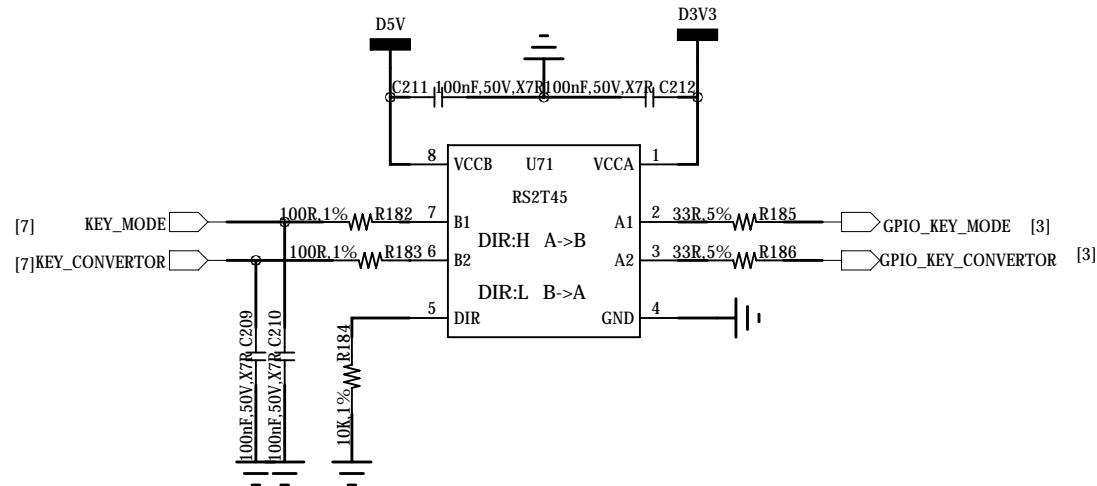 D5V
D3V3
C211 100nF,50V,X7R 100nF,50V,X7R C212
8 VCCB U71 VCCA 1
RS2T45
[7] KEY_MODE 100R,1% R182 7 B1 A1 2 33R,5% R185 GPIO_KEY_MODE [3]
DIR:H A->B
[7] KEY_CONVERTOR 100R,1% R183 6 B2 A2 3 33R,5% R186 GPIO_KEY_CONVERTOR [3]
DIR:L B->A
5 DIR GND 4
100nF,50V,X7R C209
100nF,50V,X7R C210
10K,1% R184